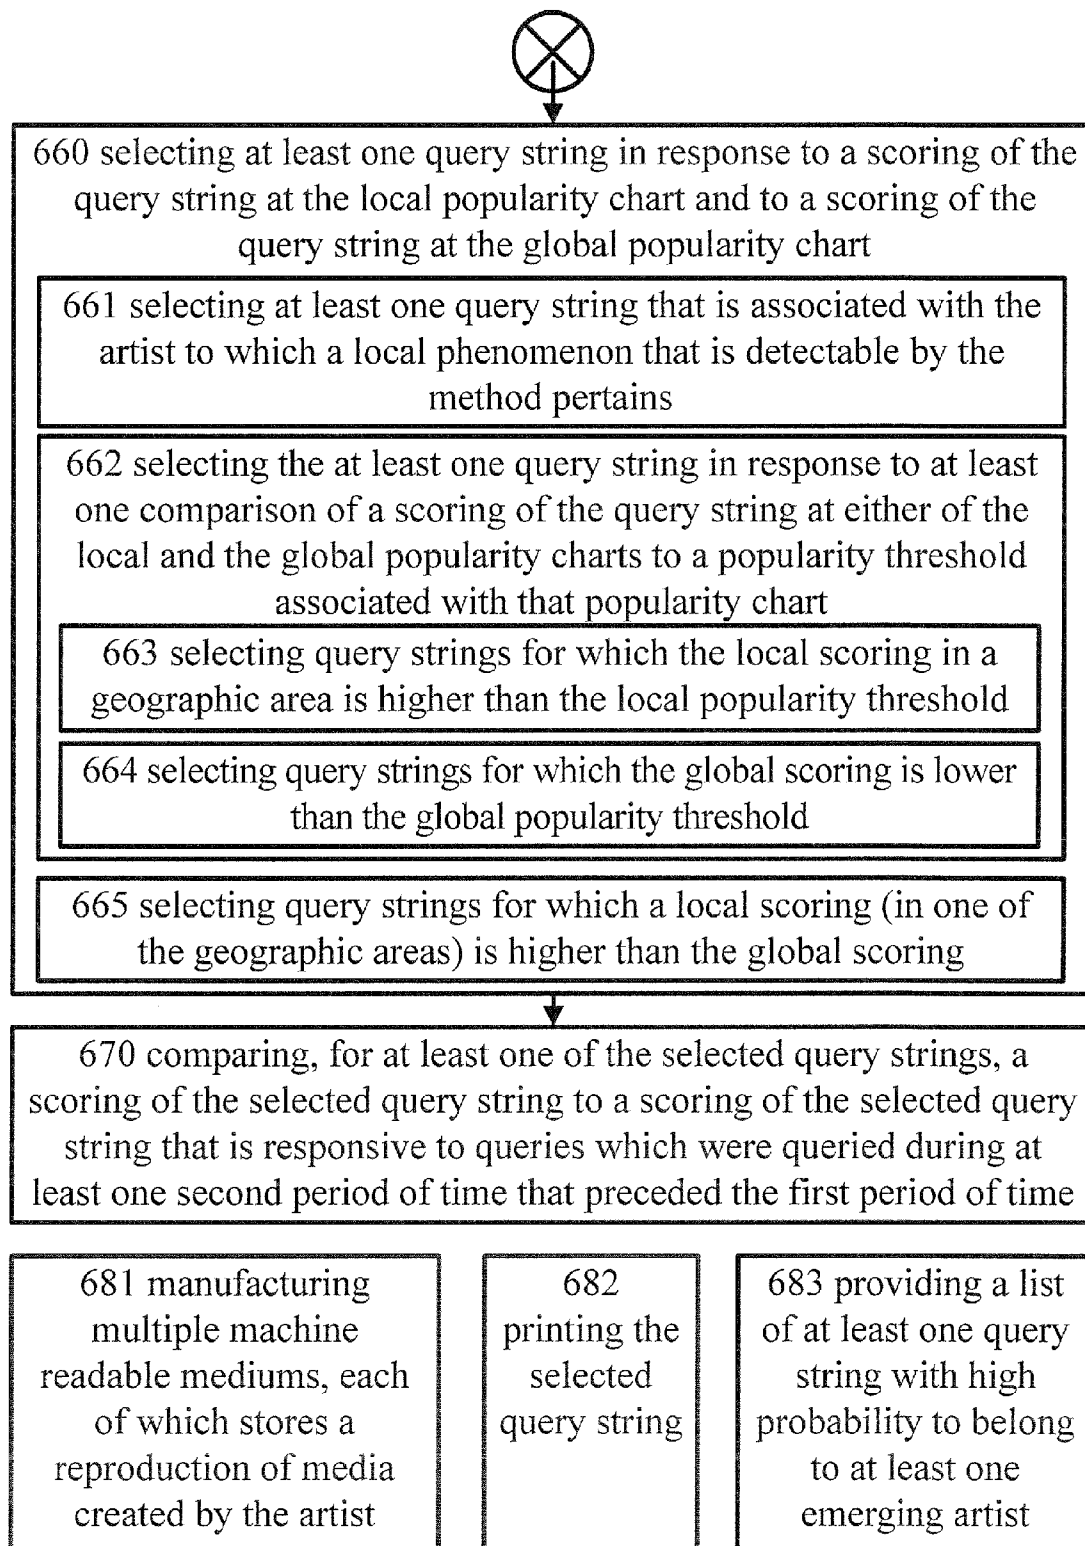 660 selecting at least one query string in response to a scoring of the
query string at the local popularity chart and to a scoring of the
query string at the global popularity chart
661 selecting at least one query string that is associated with the
artist to which a local phenomenon that is detectable by the
method pertains
662 selecting the at least one query string in response to at least
one comparison of a scoring of the query string at either of the
local and the global popularity charts to a popularity threshold
associated with that popularity chart
663 selecting query strings for which the local scoring in a
geographic area is higher than the local popularity threshold
664 selecting query strings for which the global scoring is lower
than the global popularity threshold
665 selecting query strings for which a local scoring (in one of
the geographic areas) is higher than the global scoring
670 comparing, for at least one of the selected query strings, a
scoring of the selected query string to a scoring of the selected query
string that is responsive to queries which were queried during at
least one second period of time that preceded the first period of time
681 manufacturing
multiple machine
readable mediums, each
of which stores a
reproduction of media
created by the artist
682
printing the
selected
query string
683 providing a list
of at least one query
string with high
probability to belong
to at least one
emerging artist